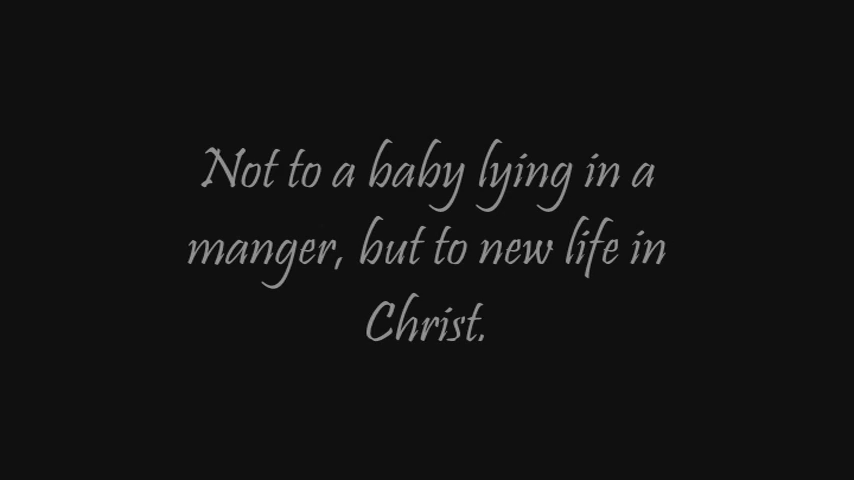 Not to a baby lying in a
manger, but to new life in
Christ.